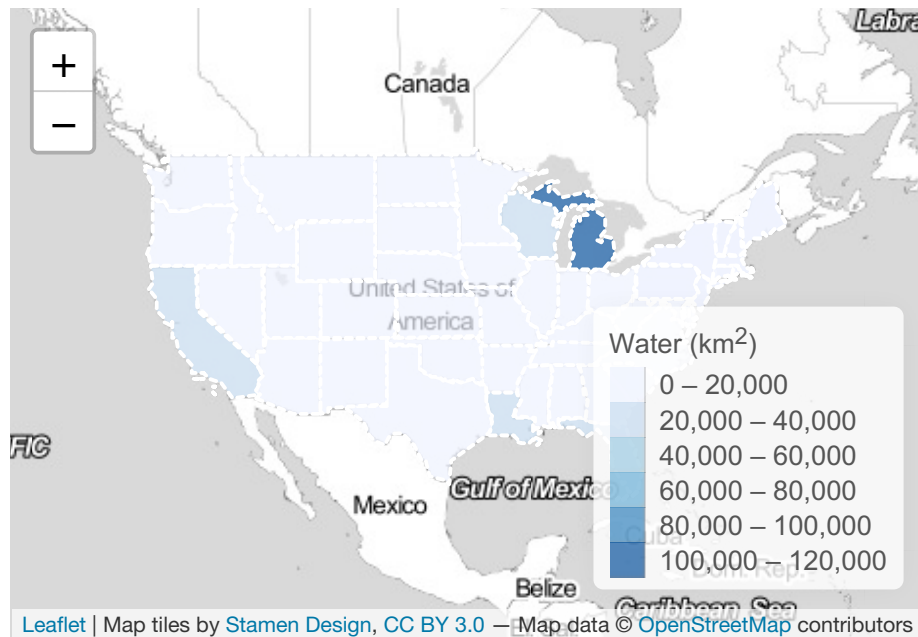 Labra
+
−
Canada
United States of
America
Water (km²)
0 – 20,000
20,000 – 40,000
40,000 – 60,000
60,000 – 80,000
80,000 – 100,000
100,000 – 120,000
FIC
Gulf of Mexico
Mexico
Cuba
Dom. Rep.
Belize
Caribbean Sea
El Sal.
Leaflet | Map tiles by Stamen Design, CC BY 3.0 — Map data © OpenStreetMap contributors